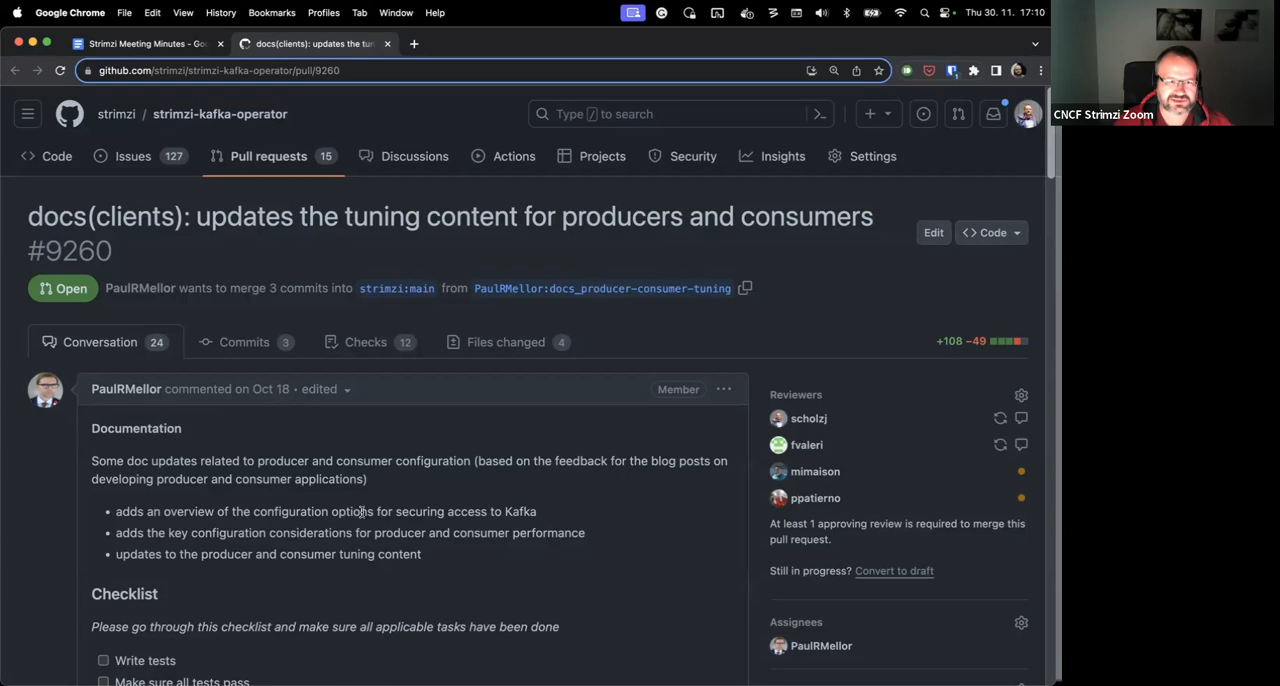 Google Chrome File Edit View History Bookmarks Profiles Tab Window Help Thu 30. 11. 17:10
Strimzi Meeting Minutes - Goo docs(clients): updates the tun
github.com/strimzi/strimzi-kafka-operator/pull/9260
CNCF Strimzi Zoom
strimzi / strimzi-kafka-operator Type / to search
Code Issues 127 Pull requests 15 Discussions Actions Projects Security Insights Settings
docs(clients): updates the tuning content for producers and consumers
#9260
Edit Code
Open PaulRMellor wants to merge 3 commits into strimzi:main from PaulRMellor:docs_producer-consumer-tuning
Conversation 24 Commits 3 Checks 12 Files changed 4 +108 −49
PaulRMellor commented on Oct 18 • edited Member
Documentation
Some doc updates related to producer and consumer configuration (based on the feedback for the blog posts on
developing producer and consumer applications)
• adds an overview of the configuration options for securing access to Kafka
• adds the key configuration considerations for producer and consumer performance
• updates to the producer and consumer tuning content
Checklist
Please go through this checklist and make sure all applicable tasks have been done
Write tests
Make sure all tests pass
Reviewers
scholzj
fvaleri
mimaison
ppatierno
At least 1 approving review is required to merge this
pull request.
Still in progress? Convert to draft
Assignees
PaulRMellor